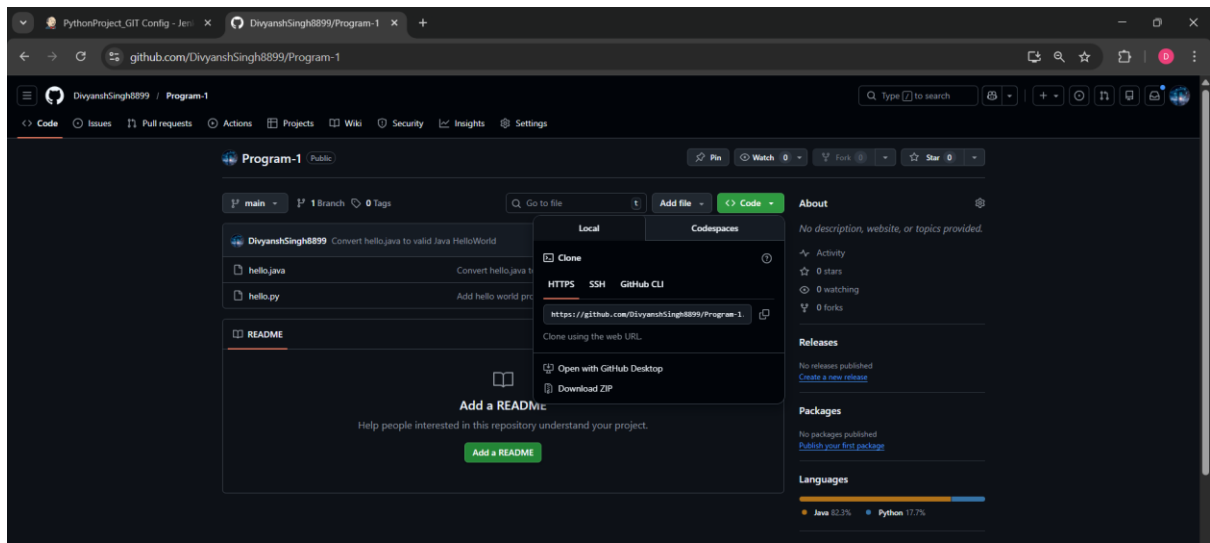 PythonProject_GIT Config - Jen
DivyanshSingh8899/Program-1
github.com/DivyanshSingh8899/Program-1
D
DivyanshSingh8899 / Program-1
Type / to search
Code Issues Pull requests Actions Projects Wiki Security Insights Settings
Program-1 Public
Pin Watch 0 Fork 0 Star 0
main 1 Branch 0 Tags
Go to file t Add file Code
DivyanshSingh8899 Convert hello.java to valid Java HelloWorld
hello.java Convert hello.java t
hello.py Add hello world pr
README
Add a README
Help people interested in this repository understand your project.
Add a README
Local Codespaces
Clone
HTTPS SSH GitHub CLI
https://github.com/DivyanshSingh8899/Program-1.
Clone using the web URL.
Open with GitHub Desktop
Download ZIP
About
No description, website, or topics provided.
Activity
0 stars
0 watching
0 forks
Releases
No releases published
Create a new release
Packages
No packages published
Publish your first package
Languages
Java 82.3% Python 17.7%